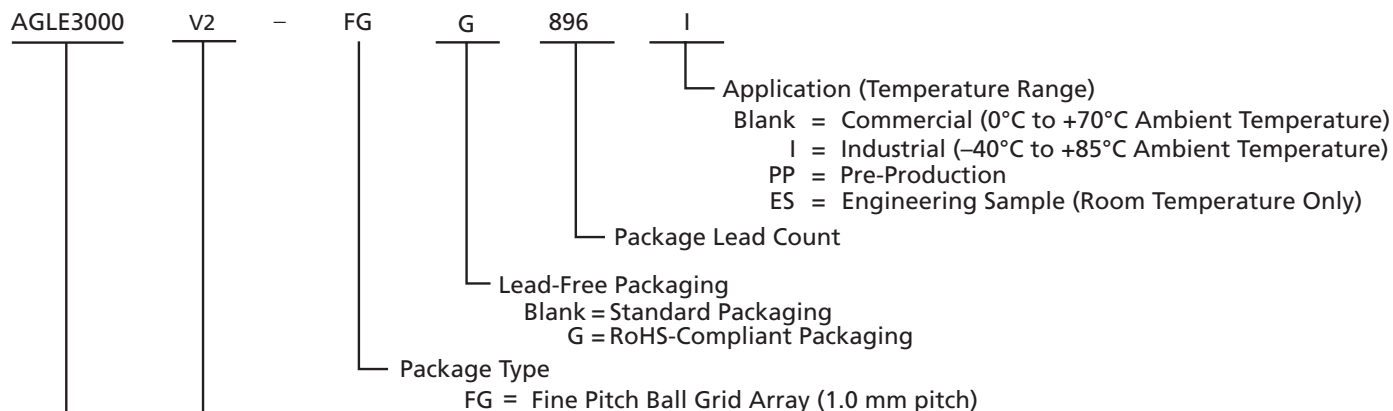 AGLE3000 V2 – FG G 896 I
Application (Temperature Range)
Blank = Commercial (0°C to +70°C Ambient Temperature)
I = Industrial (–40°C to +85°C Ambient Temperature)
PP = Pre-Production
ES = Engineering Sample (Room Temperature Only)
Package Lead Count
Lead-Free Packaging
Blank = Standard Packaging
G = RoHS-Compliant Packaging
Package Type
FG = Fine Pitch Ball Grid Array (1.0 mm pitch)